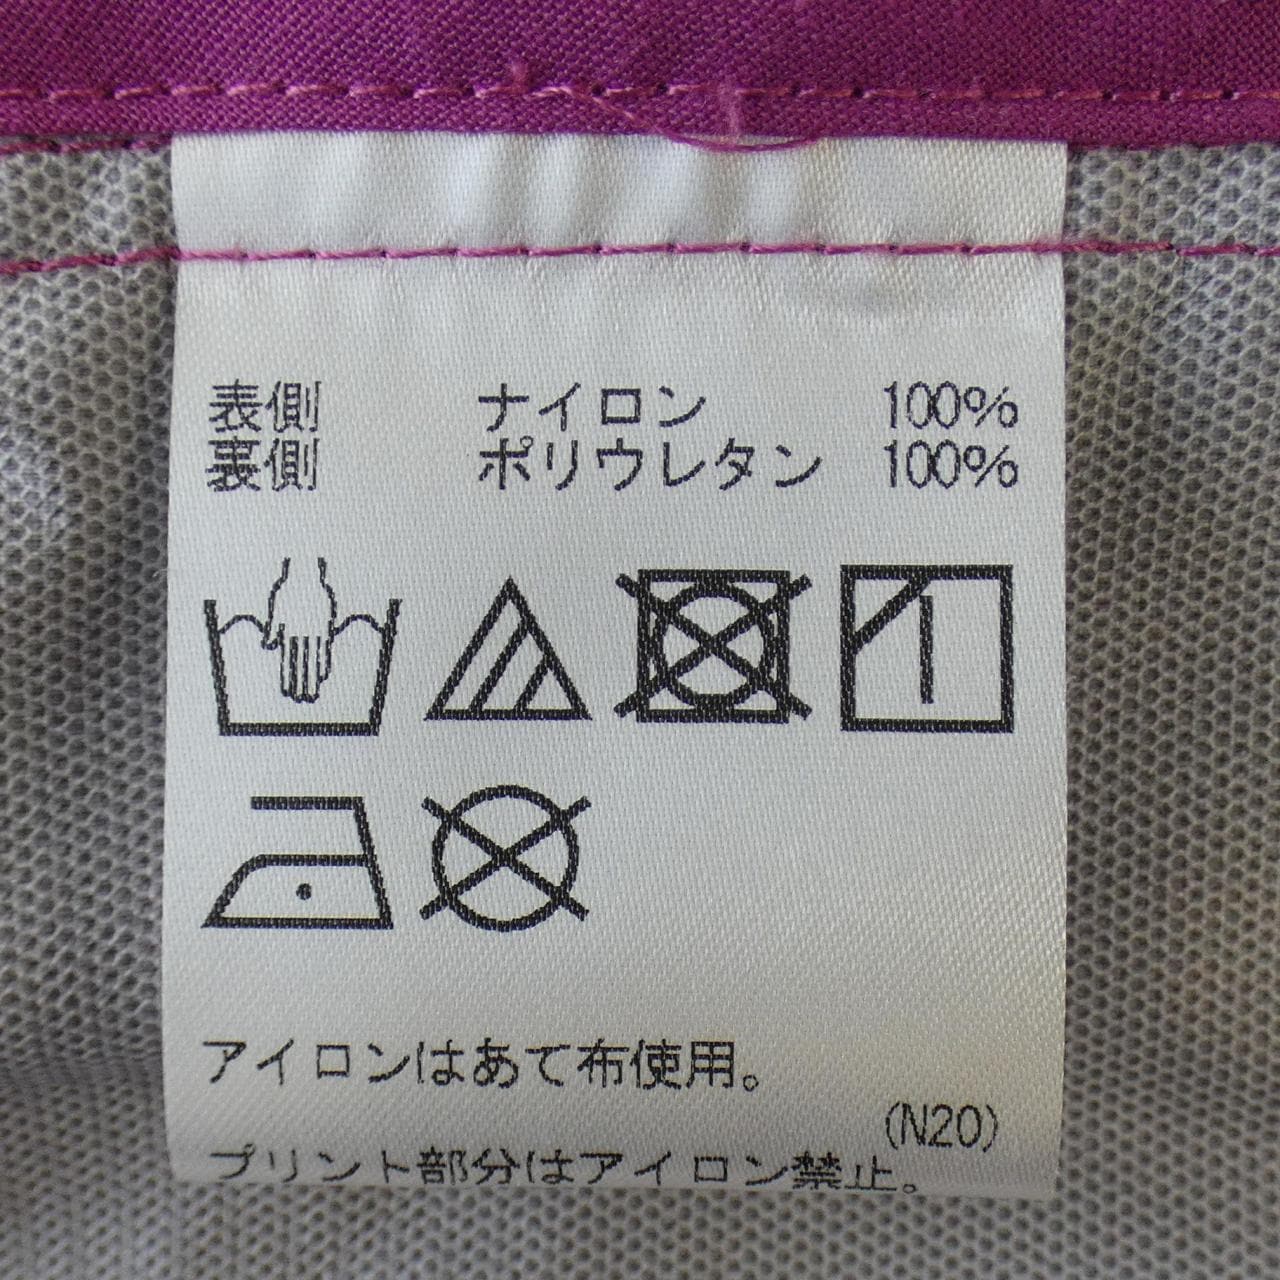 表側 ナイロン 100%
裏側 ポリウレタン 100%
アイロンはあて布使用。
(N20)
プリント部分はアイロン禁止。